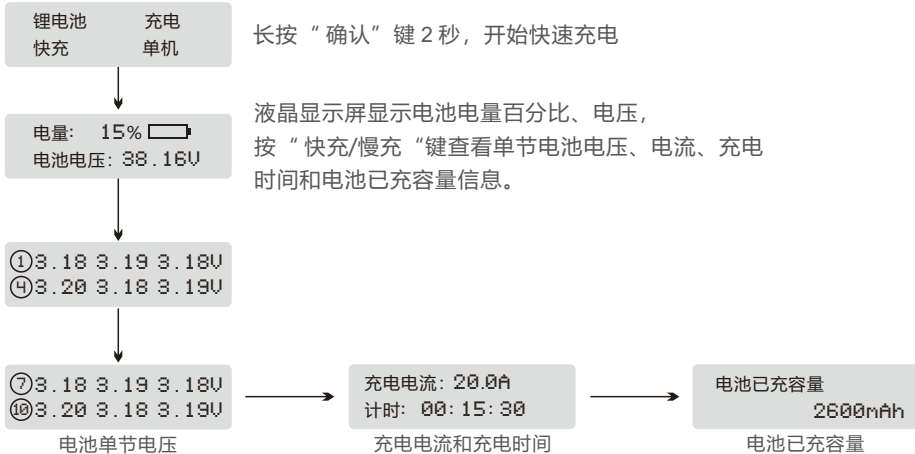 锂电池 充电
快充 单机
长按“确认”键 2 秒，开始快速充电
电量： 15%
电池电压：38.16V
液晶显示屏显示电池电量百分比、电压，
按“快充/慢充“键查看单节电池电压、电流、充电
时间和电池已充容量信息。
①3.18 3.19 3.18V
④3.20 3.18 3.19V
⑦3.18 3.19 3.18V
⑩3.20 3.18 3.19V
电池单节电压
充电电流：20.0A
计时： 00:15:30
充电电流和充电时间
电池已充容量
2600mAh
电池已充容量